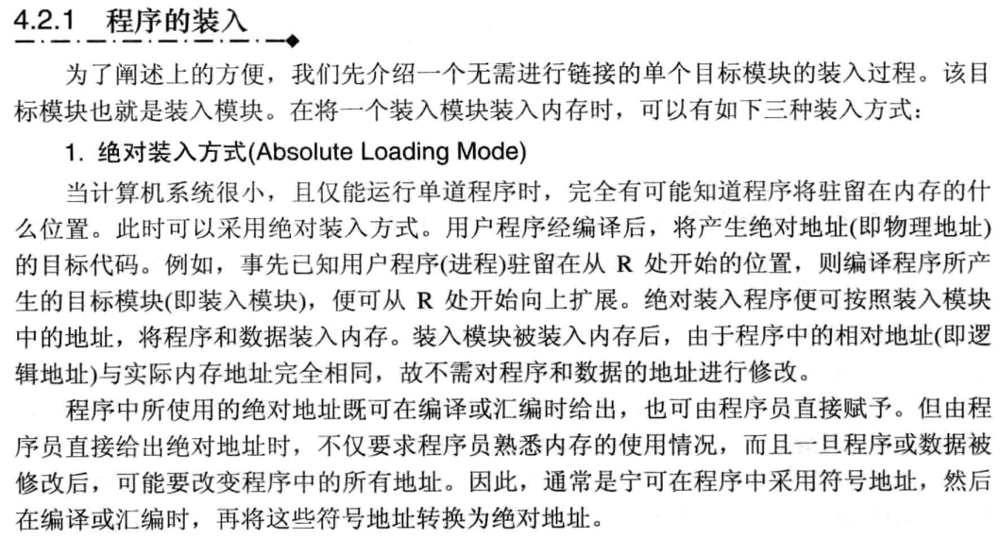 4.2.1 程序的装入
为了阐述上的方便，我们先介绍一个无需进行链接的单个目标模块的装入过程。该目
标模块也就是装入模块。在将一个装入模块装入内存时，可以有如下三种装入方式：
1. 绝对装入方式(Absolute Loading Mode)
当计算机系统很小，且仅能运行单道程序时，完全有可能知道程序将驻留在内存的什
么位置。此时可以采用绝对装入方式。用户程序经编译后，将产生绝对地址(即物理地址)
的目标代码。例如，事先已知用户程序(进程)驻留在从 R 处开始的位置，则编译程序所产
生的目标模块(即装入模块)，便可从 R 处开始向上扩展。绝对装入程序便可按照装入模块
中的地址，将程序和数据装入内存。装入模块被装入内存后，由于程序中的相对地址(即逻
辑地址)与实际内存地址完全相同，故不需对程序和数据的地址进行修改。
程序中所使用的绝对地址既可在编译或汇编时给出，也可由程序员直接赋予。但由程
序员直接给出绝对地址时，不仅要求程序员熟悉内存的使用情况，而且一旦程序或数据被
修改后，可能要改变程序中的所有地址。因此，通常是宁可在程序中采用符号地址，然后
在编译或汇编时，再将这些符号地址转换为绝对地址。